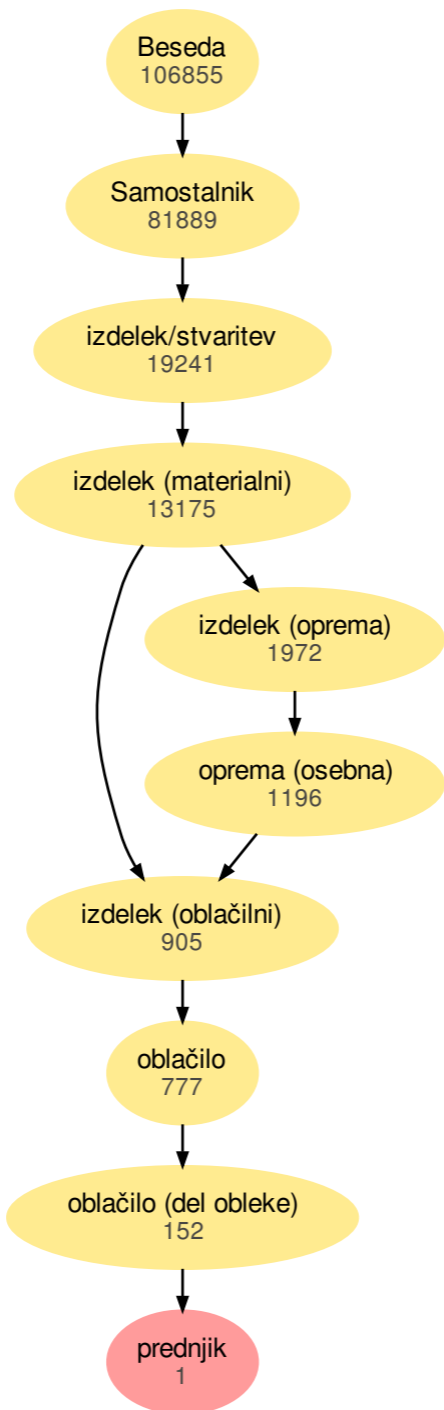 Beseda
106855
Samostalnik
81889
izdelek/stvaritev
19241
izdelek (materialni)
13175
izdelek (oprema)
1972
oprema (osebna)
1196
izdelek (oblačilni)
905
oblačilo
777
oblačilo (del obleke)
152
prednjik
1